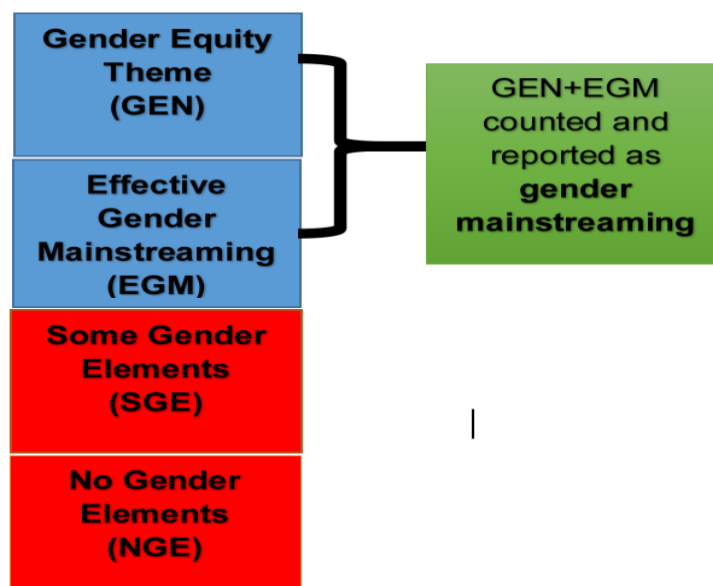 Gender Equity
Theme
(GEN)
Effective
Gender
Mainstreaming
(EGM)
Some Gender
Elements
(SGE)
No Gender
Elements
(NGE)
GEN+EGM
counted and
reported as
gender
mainstreaming